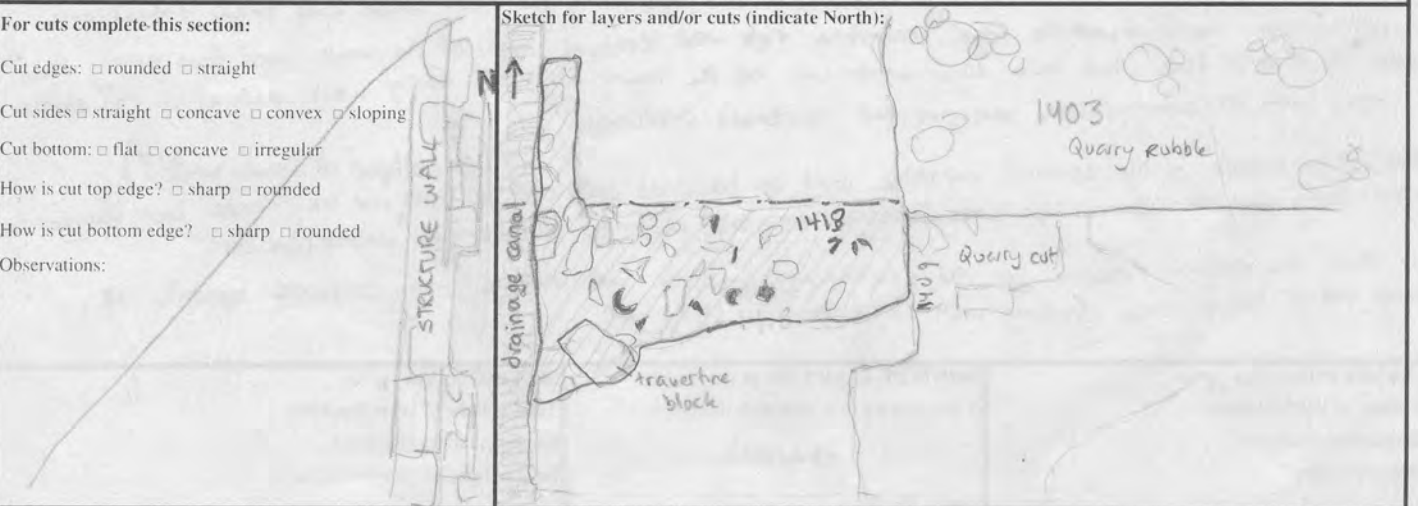 For cuts complete this section:
Cut edges: □ rounded □ straight
Cut sides □ straight □ concave □ convex □ sloping
Cut bottom: □ flat □ concave □ irregular
How is cut top edge? □ sharp □ rounded
How is cut bottom edge? □ sharp □ rounded
Observations:
STRUCTURE WALL
Sketch for layers and/or cuts (indicate North):
N
drainage canal
1418
travertine
block
1409
1403
Quarry Rubble
Quarry cut